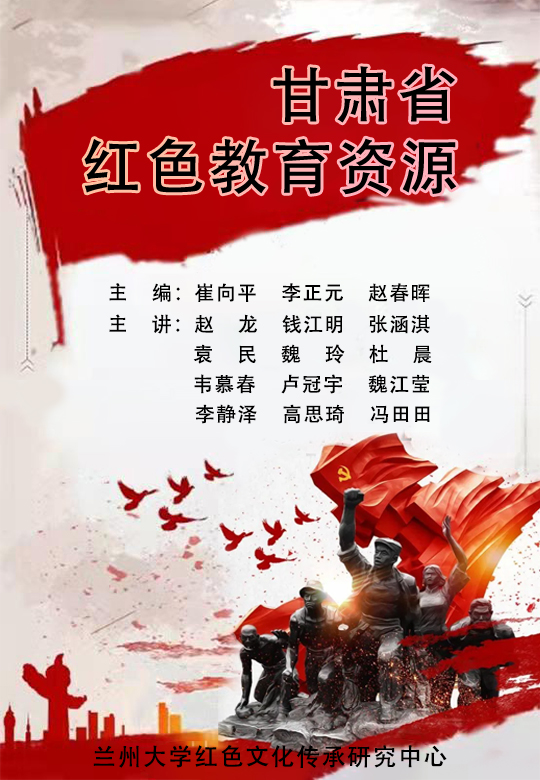 甘肃省
红色教育资源
主 编：崔向平 李正元 赵春晖
主 讲：赵 龙 钱江明 张涵淇
袁 民 魏 玲 杜 晨
韦慕春 卢冠宇 魏江莹
李静泽 高思琦 冯田田
兰州大学红色文化传承研究中心